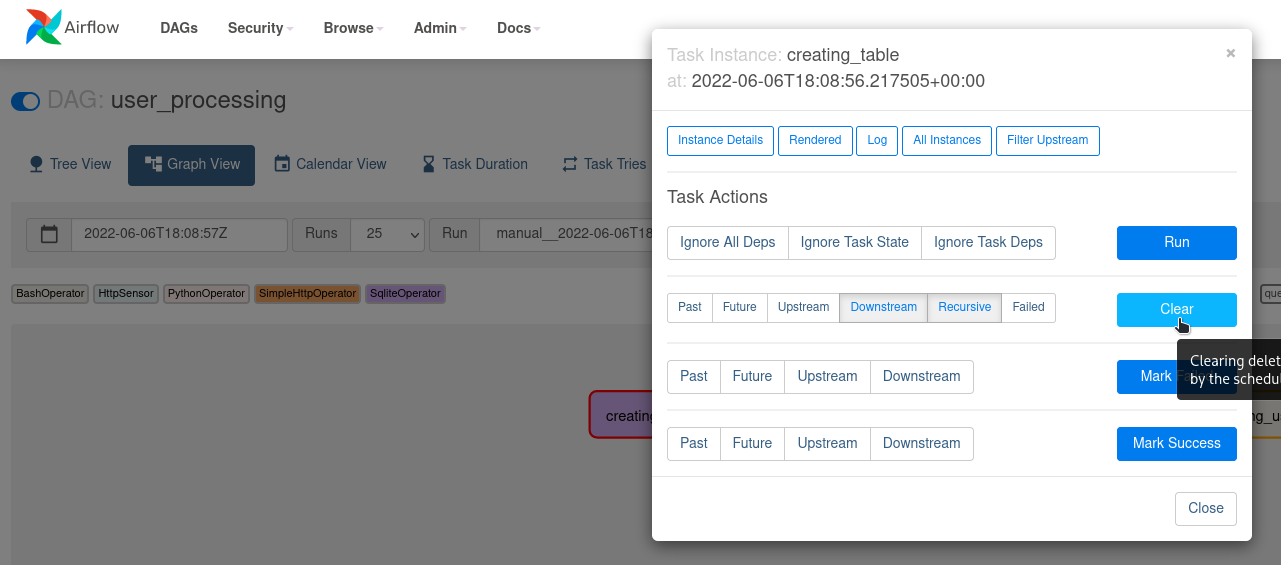 Airflow
DAGs Security Browse Admin Docs
DAG: user_processing
Tree View Graph View Calendar View Task Duration Task Tries
2022-06-06T18:08:57Z Runs 25 Run manual__2022-06-06T18
BashOperator HttpSensor PythonOperator SimpleHttpOperator SqliteOperator
Task Instance: creating_table ×
at: 2022-06-06T18:08:56.217505+00:00
Instance Details Rendered Log All Instances Filter Upstream
Task Actions
Ignore All Deps Ignore Task State Ignore Task Deps Run
Past Future Upstream Downstream Recursive Failed Clear
Clearing delet
by the schedu
Past Future Upstream Downstream Mark
Past Future Upstream Downstream Mark Success
Close